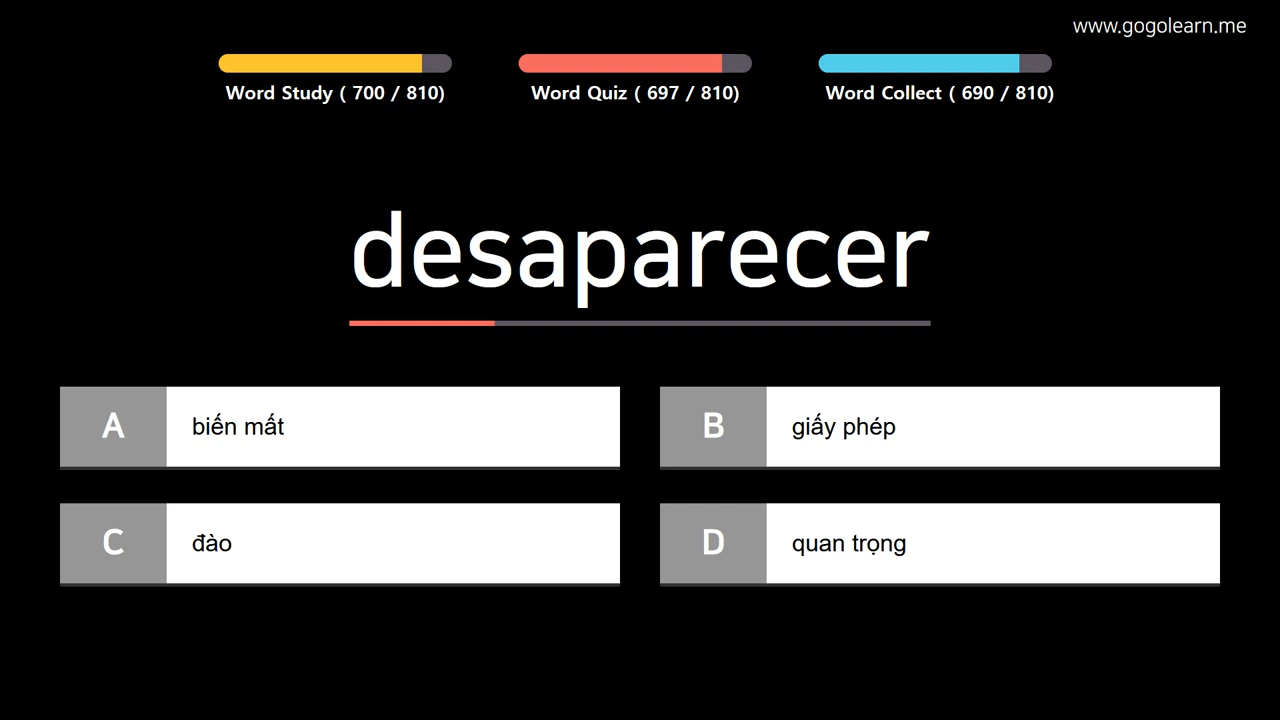 www.gogolearn.me
Word Study ( 700 / 810)
Word Quiz ( 697 / 810)
Word Collect ( 690 / 810)
desaparecer
A
biến mất
B
giấy phép
C
đào
D
quan trọng